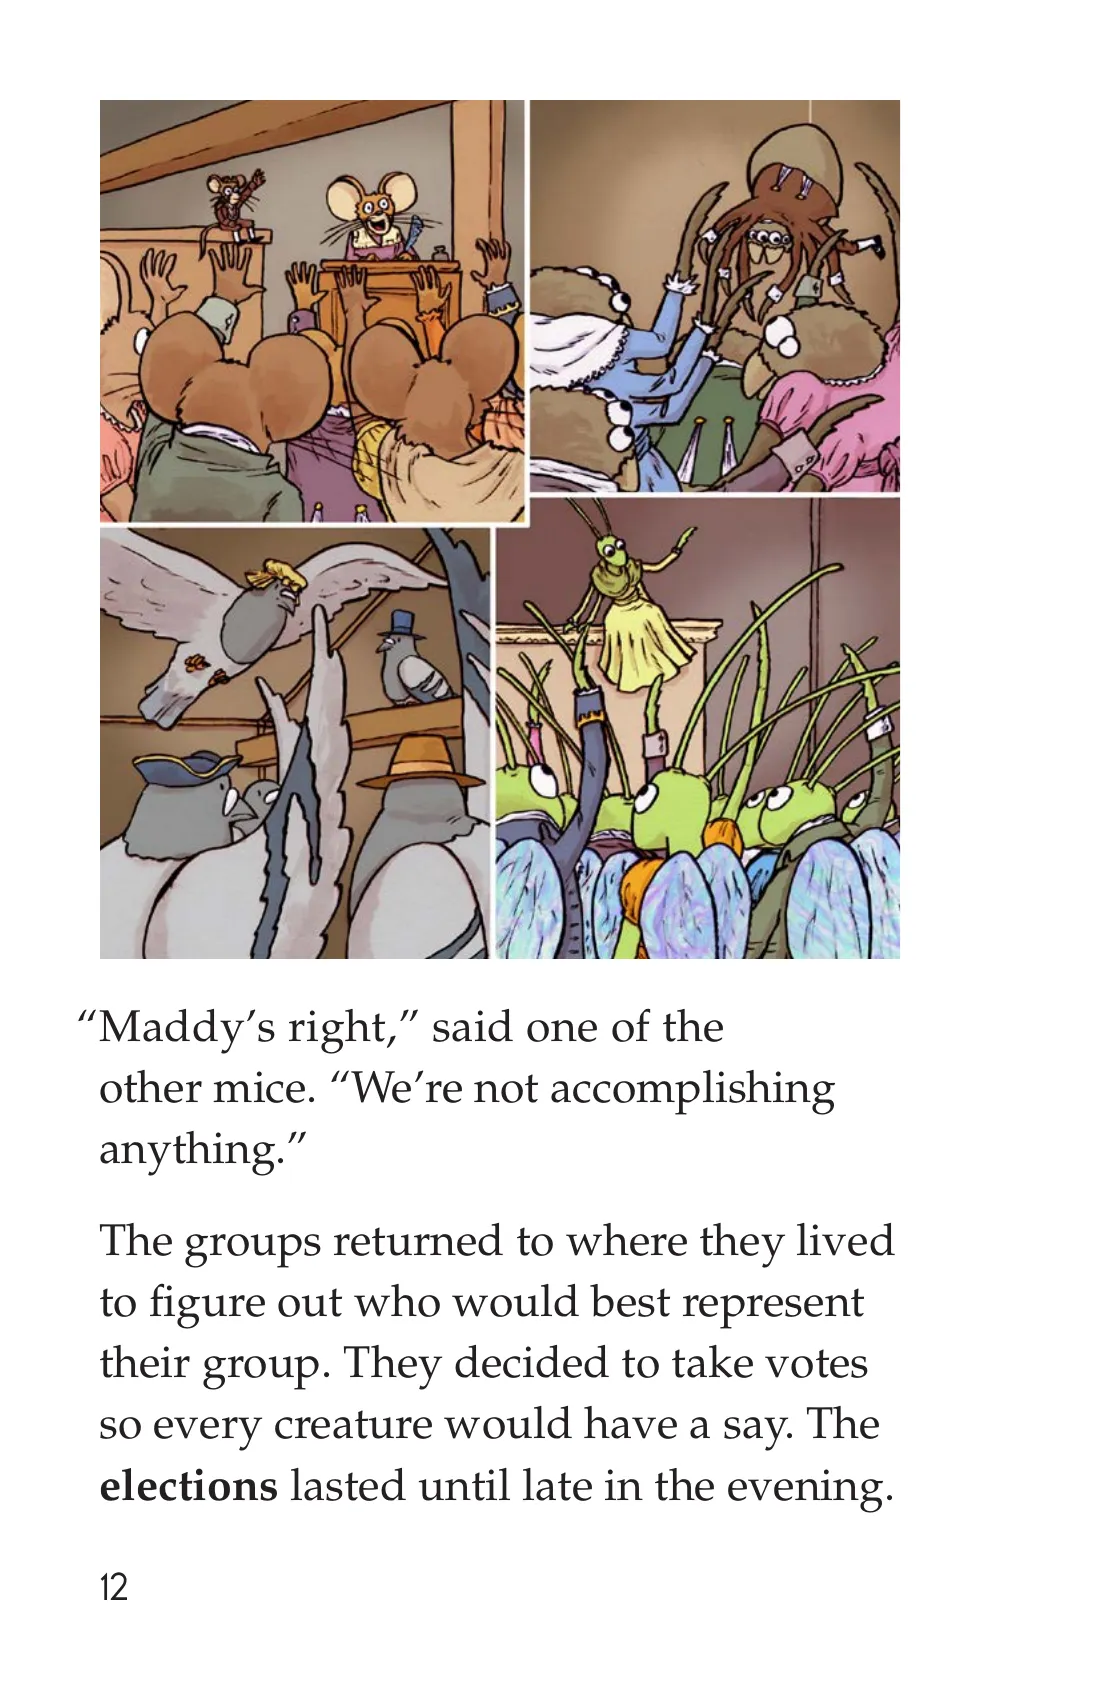 “Maddy’s right,” said one of the
other mice. “We’re not accomplishing
anything.”
The groups returned to where they lived
to figure out who would best represent
their group. They decided to take votes
so every creature would have a say. The
elections lasted until late in the evening.
12